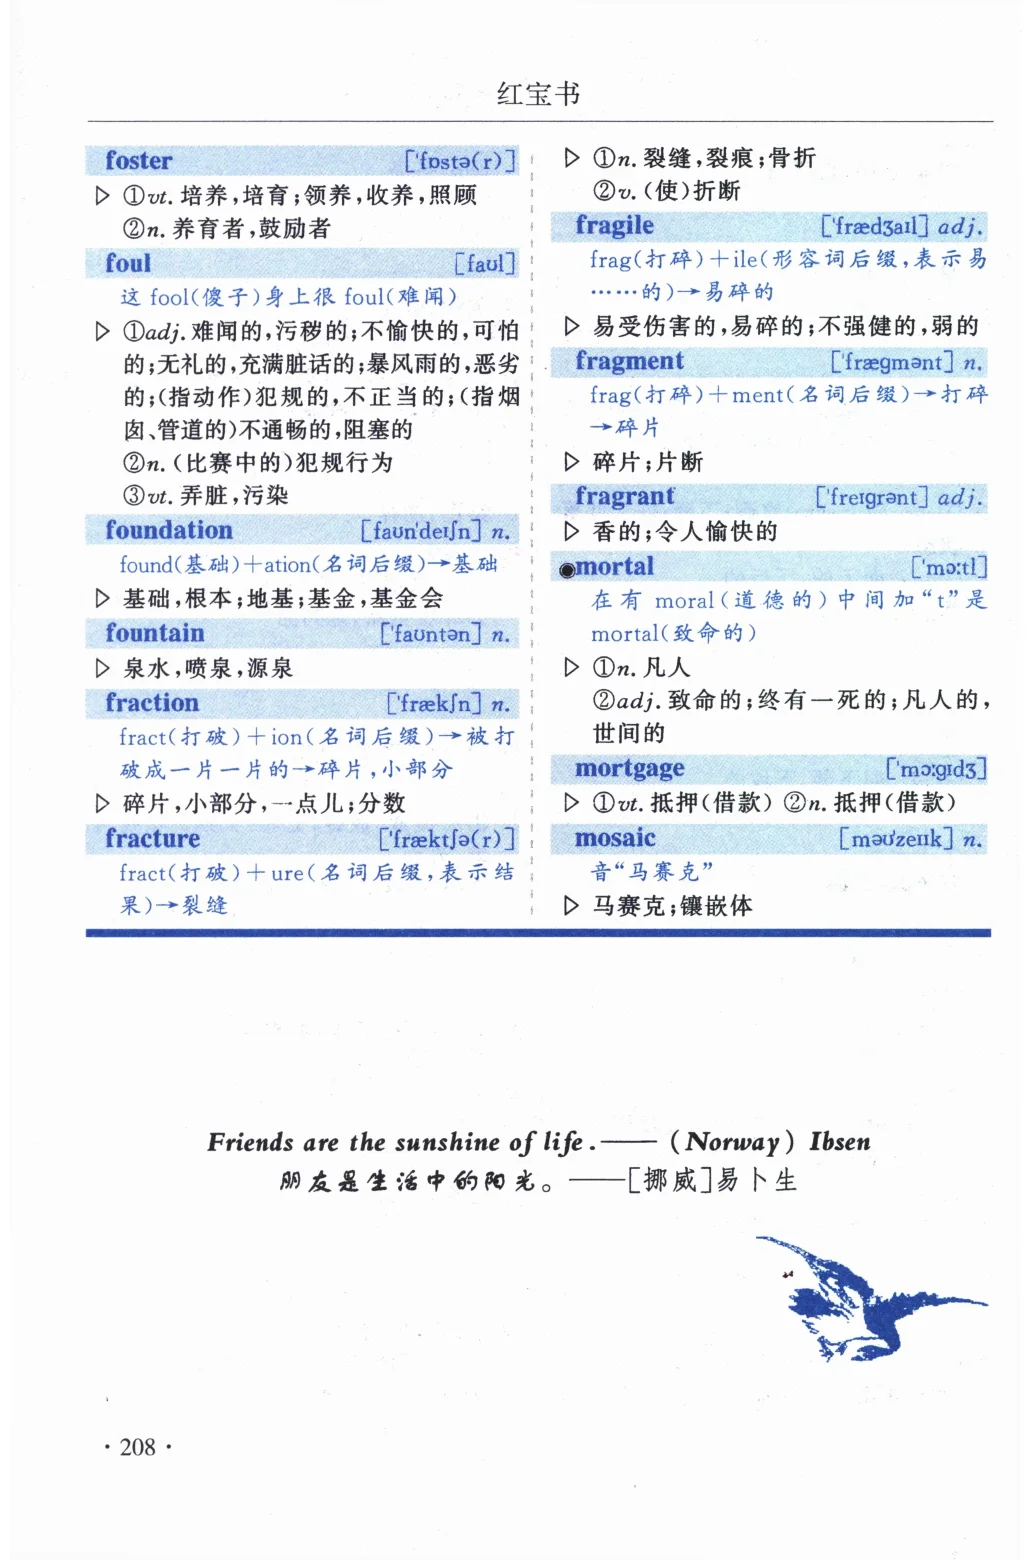 红宝书
foster ['fɒstə(r)]
▷ ①vt. 培养,培育;领养,收养,照顾
②n. 养育者,鼓励者
foul [faʊl]
这 fool(傻子)身上很 foul(难闻)
▷ ①adj. 难闻的,污秽的;不愉快的,可怕
的;无礼的,充满脏话的;暴风雨的,恶劣
的;(指动作)犯规的,不正当的;(指烟
囱、管道的)不通畅的,阻塞的
②n. (比赛中的)犯规行为
③vt. 弄脏,污染
foundation [faʊn'deɪʃn] n.
found(基础)+ation(名词后缀)→基础
▷ 基础,根本;地基;基金,基金会
fountain ['faʊntən] n.
▷ 泉水,喷泉,源泉
fraction ['frækʃn] n.
fract(打破)+ion(名词后缀)→被打
破成一片一片的→碎片,小部分
▷ 碎片,小部分,一点儿;分数
fracture ['fræktʃə(r)]
fract(打破)+ure(名词后缀,表示结
果)→裂缝
▷ ①n. 裂缝,裂痕;骨折
②v. (使)折断
fragile ['frædʒaɪl] adj.
frag(打碎)+ile(形容词后缀,表示易
……的)→易碎的
▷ 易受伤害的,易碎的;不强健的,弱的
fragment ['frægmənt] n.
frag(打碎)+ment(名词后缀)→打碎
→碎片
▷ 碎片;片断
fragrant ['freɪgrənt] adj.
▷ 香的;令人愉快的
●mortal ['mɔːtl]
在有 moral(道德的)中间加“t”是
mortal(致命的)
▷ ①n. 凡人
②adj. 致命的;终有一死的;凡人的,
世间的
mortgage ['mɔːgɪdʒ]
▷ ①vt. 抵押(借款) ②n. 抵押(借款)
mosaic [məʊ'zeɪɪk] n.
音“马赛克”
▷ 马赛克;镶嵌体
Friends are the sunshine of life.——(Norway) Ibsen
朋友是生活中的阳光。——[挪威]易卜生
·208·